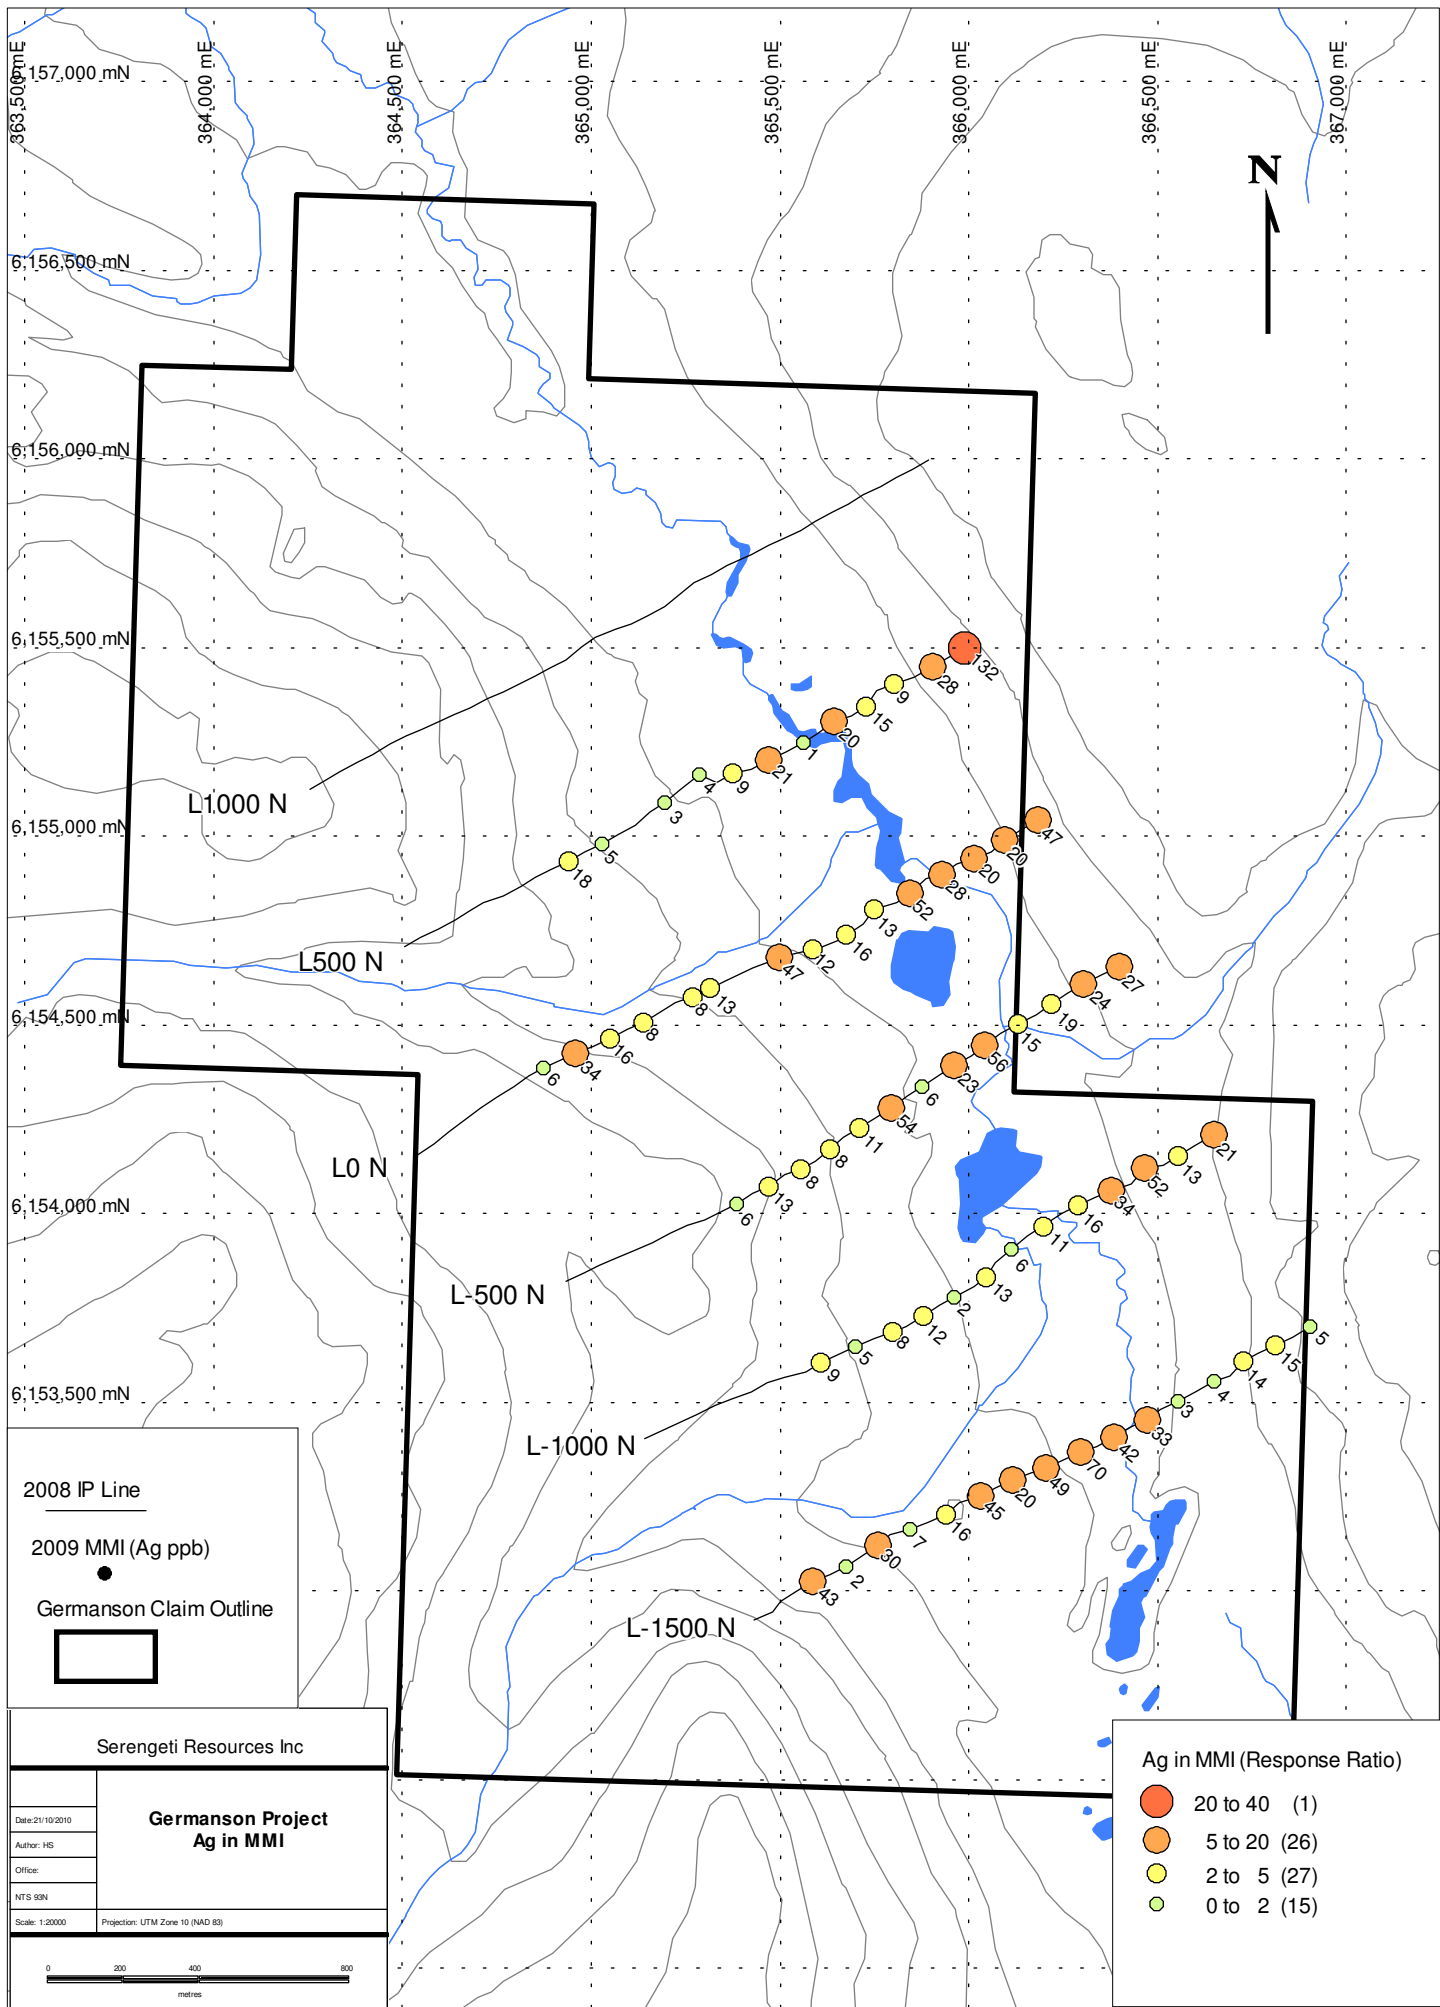 363,500 mE
364,000 mE
364,500 mE
365,000 mE
365,500 mE
366,000 mE
366,500 mE
367,000 mE
6,157,000 mN
N
6,156,500 mN
6,156,000 mN
6,155,500 mN
132
28
9
15
20
1
21
9
4
3
5
18
L1000 N
6,155,000 mN
L500 N
47
20
20
28
52
13
16
12
47
13
8
8
16
34
6
6,154,500 mN
L0 N
27
24
19
15
56
23
6
54
11
8
8
13
6
6,154,000 mN
L-500 N
21
13
52
34
16
11
6
13
2
12
8
5
9
6,153,500 mN
L-1000 N
5
15
14
4
3
33
42
70
49
20
45
16
7
30
2
43
L-1500 N
2008 IP Line
2009 MMI (Ag ppb)
Germanson Claim Outline
Serengeti Resources Inc
Date:21/10/2010
Author: HS
Office:
NTS 93N
Scale: 1:20000
Germanson Project
Ag in MMI
Projection: UTM Zone 10 (NAD 83)
0 200 400 800
metres
Ag in MMI (Response Ratio)
20 to 40 (1)
5 to 20 (26)
2 to 5 (27)
0 to 2 (15)